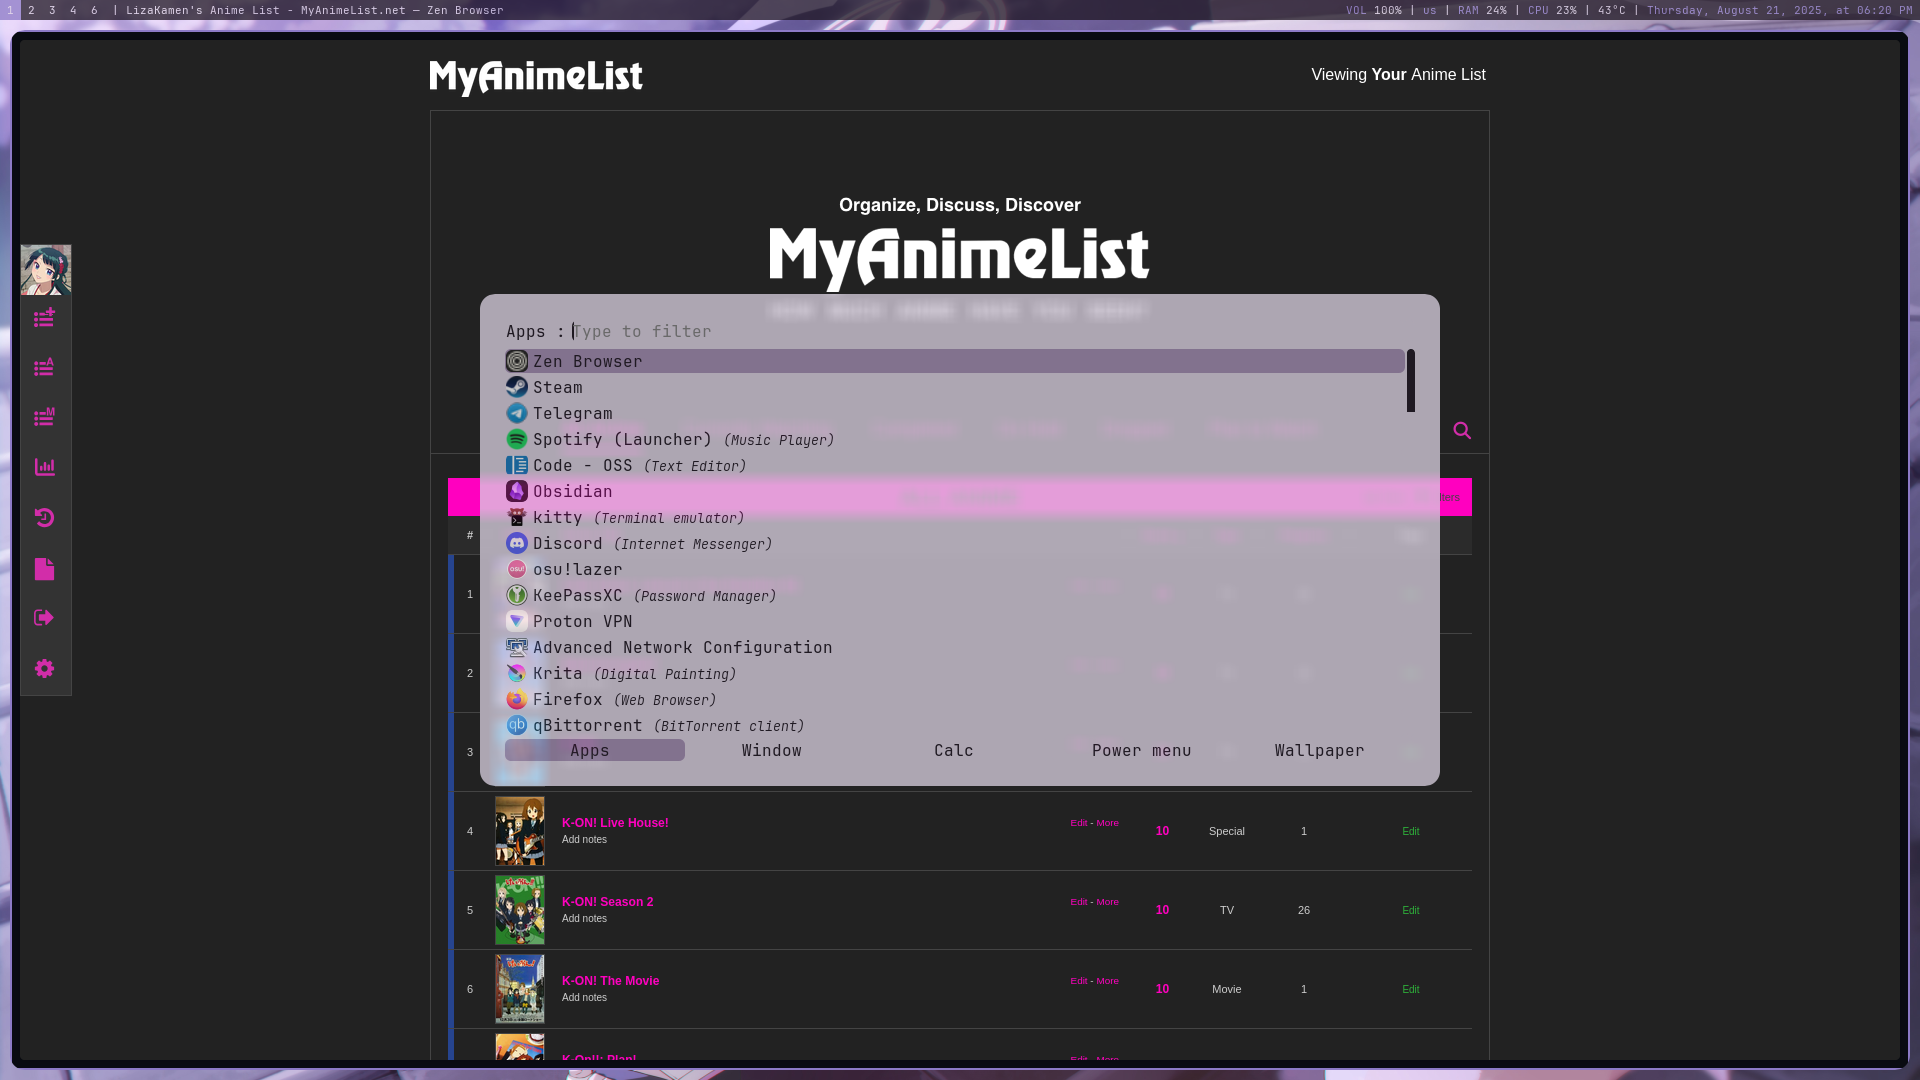 1 2 3 4 6 | LizaKamen's Anime List - MyAnimeList.net — Zen Browser
VOL 100% | us | RAM 24% | CPU 23% | 43°C | Thursday, August 21, 2025, at 06:20 PM
MyAnimeList
Viewing Your Anime List
Organize, Discuss, Discover
MyAnimeList
Apps : Type to filter
Zen Browser
Steam
Telegram
Spotify (Launcher) (Music Player)
Code - OSS (Text Editor)
Obsidian
kitty (Terminal emulator)
Discord (Internet Messenger)
osu!lazer
KeePassXC (Password Manager)
Proton VPN
Advanced Network Configuration
Krita (Digital Painting)
Firefox (Web Browser)
qBittorrent (BitTorrent client)
Apps Window Calc Power menu Wallpaper
#
1
2
3
4 K-ON! Live House! Edit - More 10 Special 1 Edit
Add notes
5 K-ON! Season 2 Edit - More 10 TV 26 Edit
Add notes
6 K-ON! The Movie Edit - More 10 Movie 1 Edit
Add notes
K-On!!: Plan! Edit - More